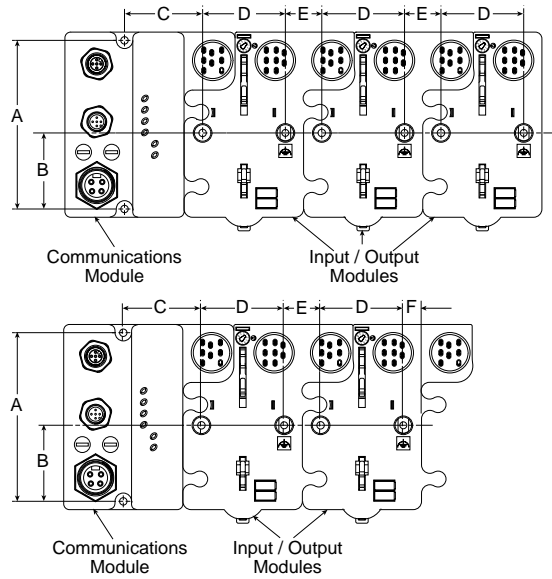 C D E D E D
A
B
Communications
Module
Input / Output
Modules
C D E D F
A
B
Communications
Module
Input / Output
Modules